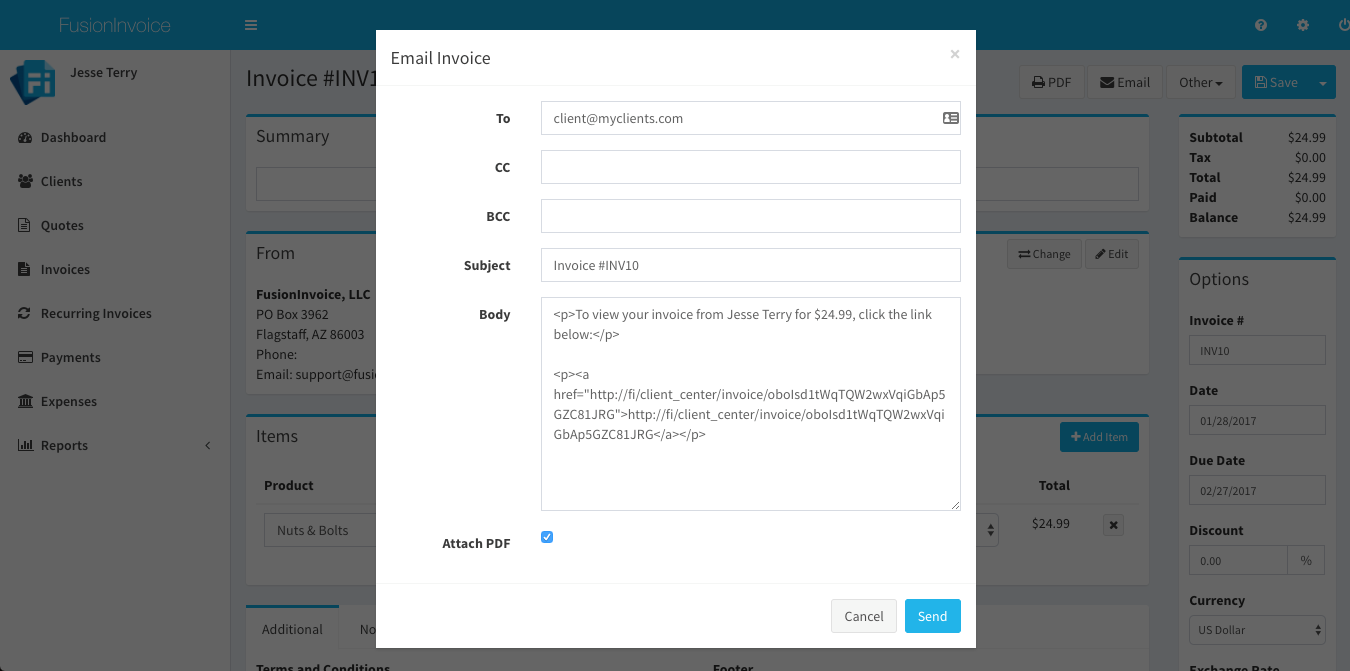 FusionInvoice
Jesse Terry
Dashboard
Clients
Quotes
Invoices
Recurring Invoices
Payments
Expenses
Reports
Invoice #INV1
PDF
Email
Other
Save
Summary
From
Change
Edit
FusionInvoice, LLC
PO Box 3962
Flagstaff, AZ 86003
Phone:
Email: support@fusi
Items
Add Item
Product
Total
Nuts & Bolts
$24.99
Additional
No
Terms and Conditions
Footer
Email Invoice
×
To
client@myclients.com
CC
BCC
Subject
Invoice #INV10
Body
<p>To view your invoice from Jesse Terry for $24.99, click the link
below:</p>
<p><a
href="http://fi/client_center/invoice/oboIsd1tWqTQW2wxVqiGbAp5
GZC81JRG">http://fi/client_center/invoice/oboIsd1tWqTQW2wxVqi
GbAp5GZC81JRG</a></p>
Attach PDF
Cancel
Send
Subtotal $24.99
Tax $0.00
Total $24.99
Paid $0.00
Balance $24.99
Options
Invoice #
INV10
Date
01/28/2017
Due Date
02/27/2017
Discount
0.00 %
Currency
US Dollar
Exchange Rate